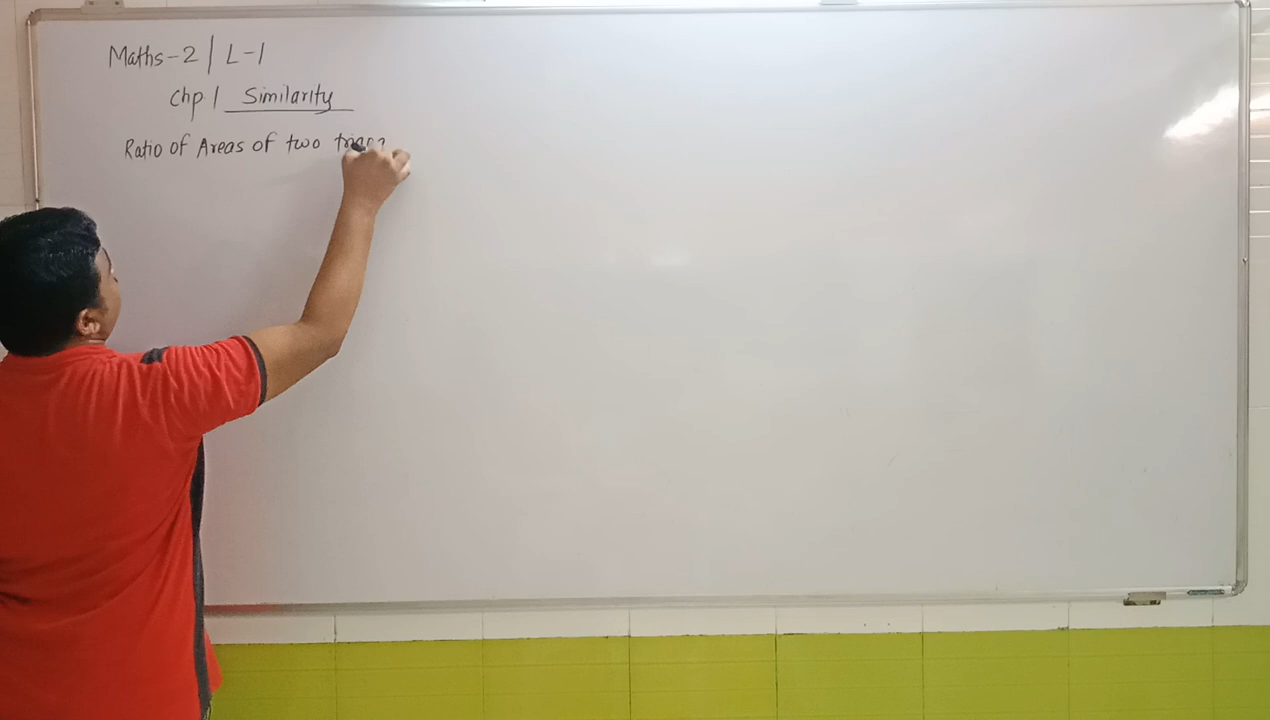 Maths-2 | L-1
Chp 1 Similarity
Ratio of Areas of two